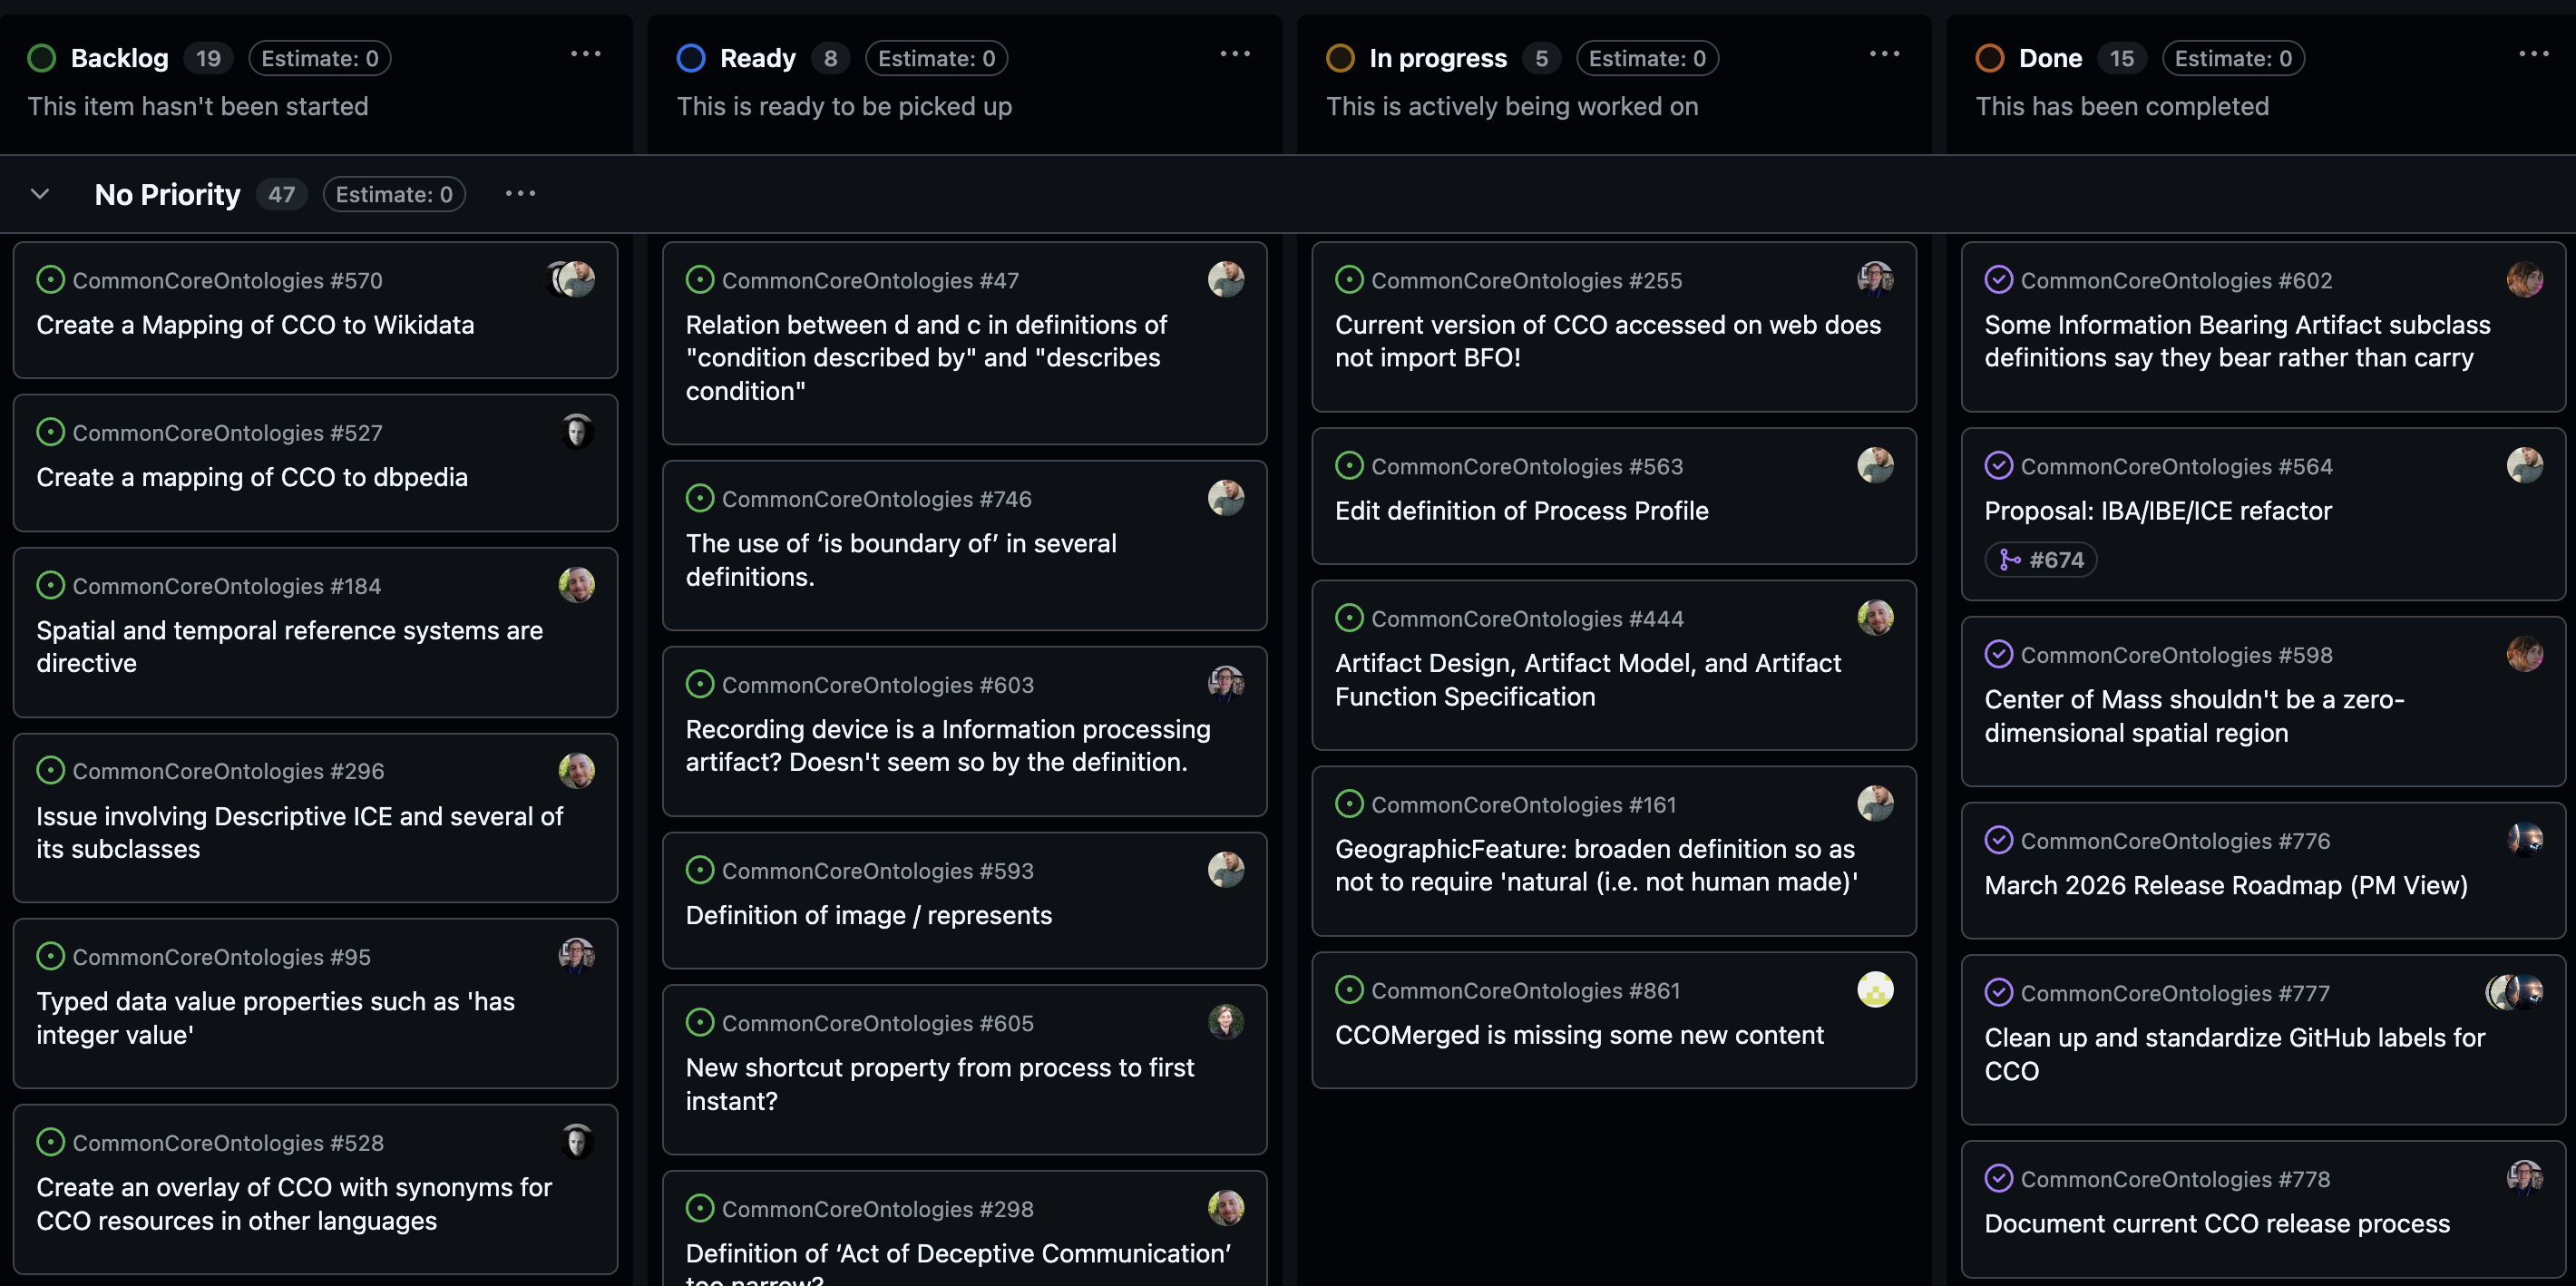 Backlog 19 Estimate: 0
This item hasn't been started
Ready 8 Estimate: 0
This is ready to be picked up
In progress 5 Estimate: 0
This is actively being worked on
Done 15 Estimate: 0
This has been completed
No Priority 47 Estimate: 0
CommonCoreOntologies #570
Create a Mapping of CCO to Wikidata
CommonCoreOntologies #527
Create a mapping of CCO to dbpedia
CommonCoreOntologies #184
Spatial and temporal reference systems are
directive
CommonCoreOntologies #296
Issue involving Descriptive ICE and several of
its subclasses
CommonCoreOntologies #95
Typed data value properties such as 'has
integer value'
CommonCoreOntologies #528
Create an overlay of CCO with synonyms for
CCO resources in other languages
CommonCoreOntologies #47
Relation between d and c in definitions of
"condition described by" and "describes
condition"
CommonCoreOntologies #746
The use of ‘is boundary of’ in several
definitions.
CommonCoreOntologies #603
Recording device is a Information processing
artifact? Doesn't seem so by the definition.
CommonCoreOntologies #593
Definition of image / represents
CommonCoreOntologies #605
New shortcut property from process to first
instant?
CommonCoreOntologies #298
Definition of ‘Act of Deceptive Communication’
too narrow?
CommonCoreOntologies #255
Current version of CCO accessed on web does
not import BFO!
CommonCoreOntologies #563
Edit definition of Process Profile
CommonCoreOntologies #444
Artifact Design, Artifact Model, and Artifact
Function Specification
CommonCoreOntologies #161
GeographicFeature: broaden definition so as
not to require 'natural (i.e. not human made)'
CommonCoreOntologies #861
CCOMerged is missing some new content
CommonCoreOntologies #602
Some Information Bearing Artifact subclass
definitions say they bear rather than carry
CommonCoreOntologies #564
Proposal: IBA/IBE/ICE refactor
#674
CommonCoreOntologies #598
Center of Mass shouldn't be a zero-
dimensional spatial region
CommonCoreOntologies #776
March 2026 Release Roadmap (PM View)
CommonCoreOntologies #777
Clean up and standardize GitHub labels for
CCO
CommonCoreOntologies #778
Document current CCO release process